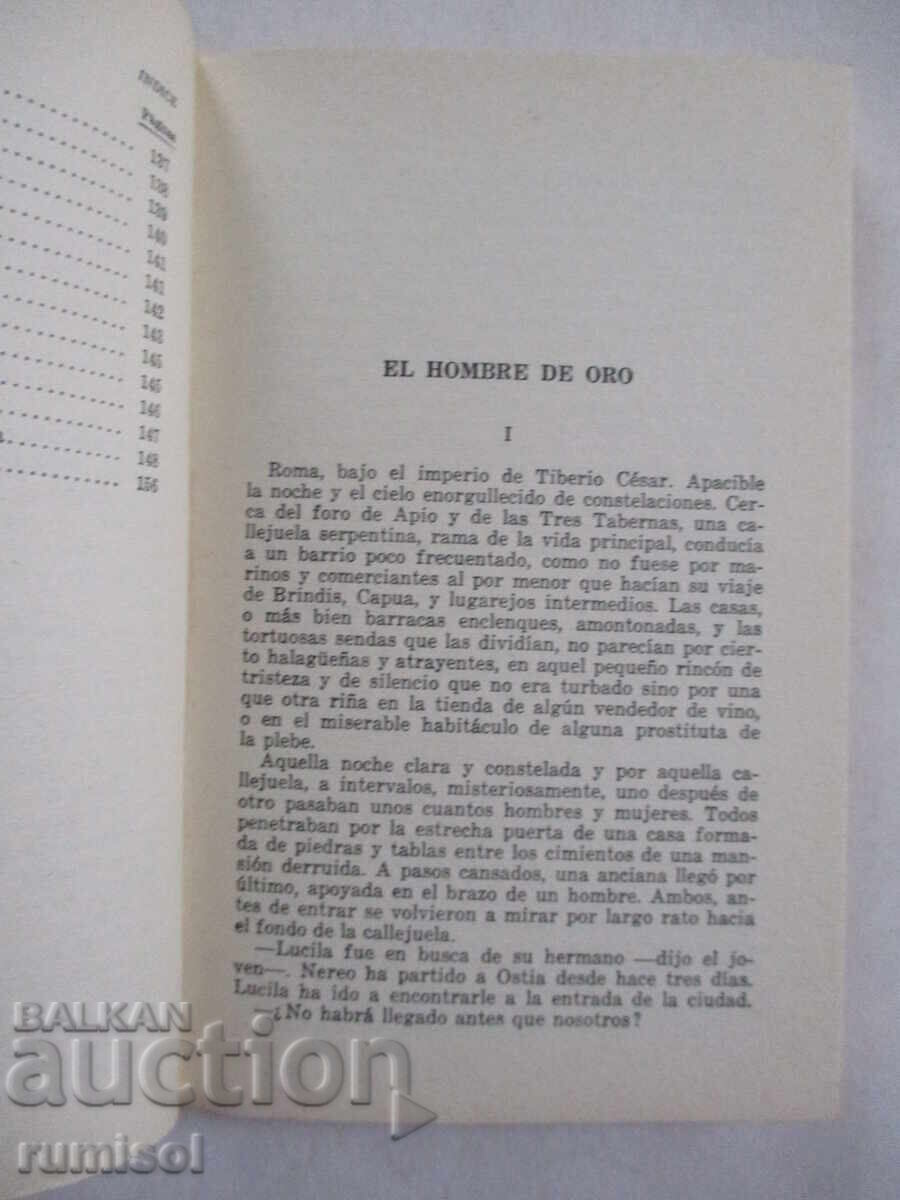 INDICE
Páginas
137
138
139
140
141
141
142
143
145
145
146
147
148
156
EL HOMBRE DE ORO
I
Roma, bajo el imperio de Tiberio César. Apacible
la noche y el cielo enorgullecido de constelaciones. Cer-
ca del foro de Apio y de las Tres Tabernas, una ca-
llejuela serpentina, rama de la vida principal, conducía
a un barrio poco frecuentado, como no fuese por ma-
rinos y comerciantes al por menor que hacían su viaje
de Brindis, Capua, y lugarejos intermedios. Las casas,
o más bien barracas enclenques, amontonadas, y las
tortuosas sendas que las dividían, no parecían por cier-
to halagüeñas y atrayentes, en aquel pequeño rincón de
tristeza y de silencio que no era turbado sino por una
que otra riña en la tienda de algún vendedor de vino,
o en el miserable habitáculo de alguna prostituta de
la plebe.
Aquella noche clara y constelada y por aquella ca-
llejuela, a intervalos, misteriosamente, uno después de
otro pasaban unos cuantos hombres y mujeres. Todos
penetraban por la estrecha puerta de una casa forma-
da de piedras y tablas entre los cimientos de una man-
sión derruida. A pasos cansados, una anciana llegó por
último, apoyada en el brazo de un hombre. Ambos, an-
tes de entrar se volvieron a mirar por largo rato hacia
el fondo de la callejuela.
—Lucila fue en busca de su hermano —dijo el jo-
ven—. Nereo ha partido a Ostia desde hace tres días.
Lucila ha ido a encontrarle a la entrada de la ciudad.
—¿No habrá llegado antes que nosotros?
BALKAN
auction
rumisol